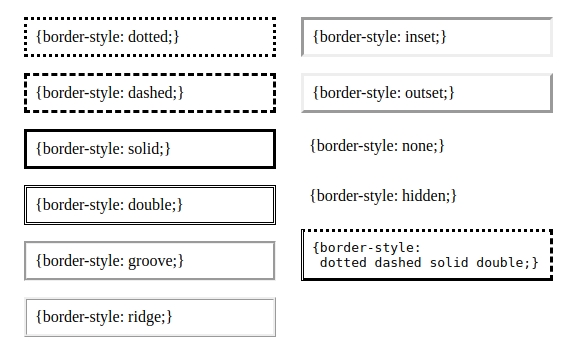 {border-style: dotted;}
{border-style: dashed;}
{border-style: solid;}
{border-style: double;}
{border-style: groove;}
{border-style: ridge;}
{border-style: inset;}
{border-style: outset;}
{border-style: none;}
{border-style: hidden;}
{border-style:
dotted dashed solid double;}